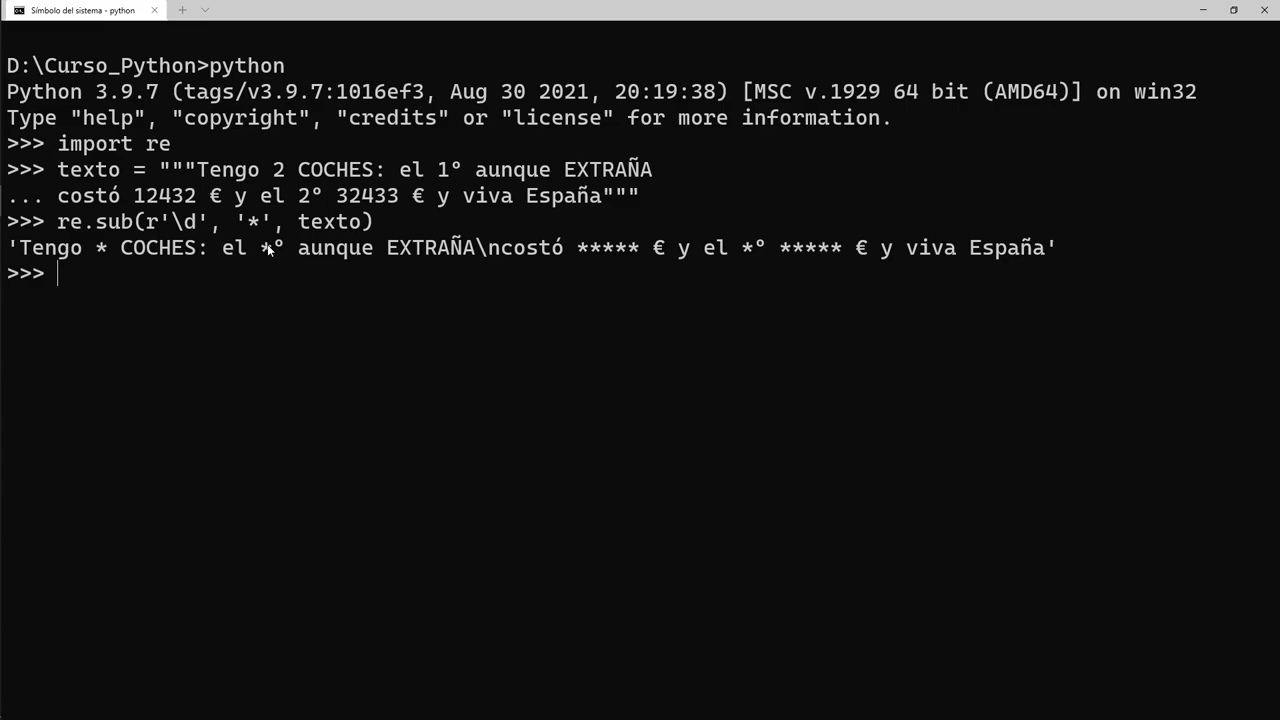 Símbolo del sistema - python
D:\Curso_Python>python
Python 3.9.7 (tags/v3.9.7:1016ef3, Aug 30 2021, 20:19:38) [MSC v.1929 64 bit (AMD64)] on win32
Type "help", "copyright", "credits" or "license" for more information.
>>> import re
>>> texto = """Tengo 2 COCHES: el 1º aunque EXTRAÑA
... costó 12432 € y el 2º 32433 € y viva España"""
>>> re.sub(r'\d', '*', texto)
'Tengo * COCHES: el *º aunque EXTRAÑA\ncostó ***** € y el *º ***** € y viva España'
>>>